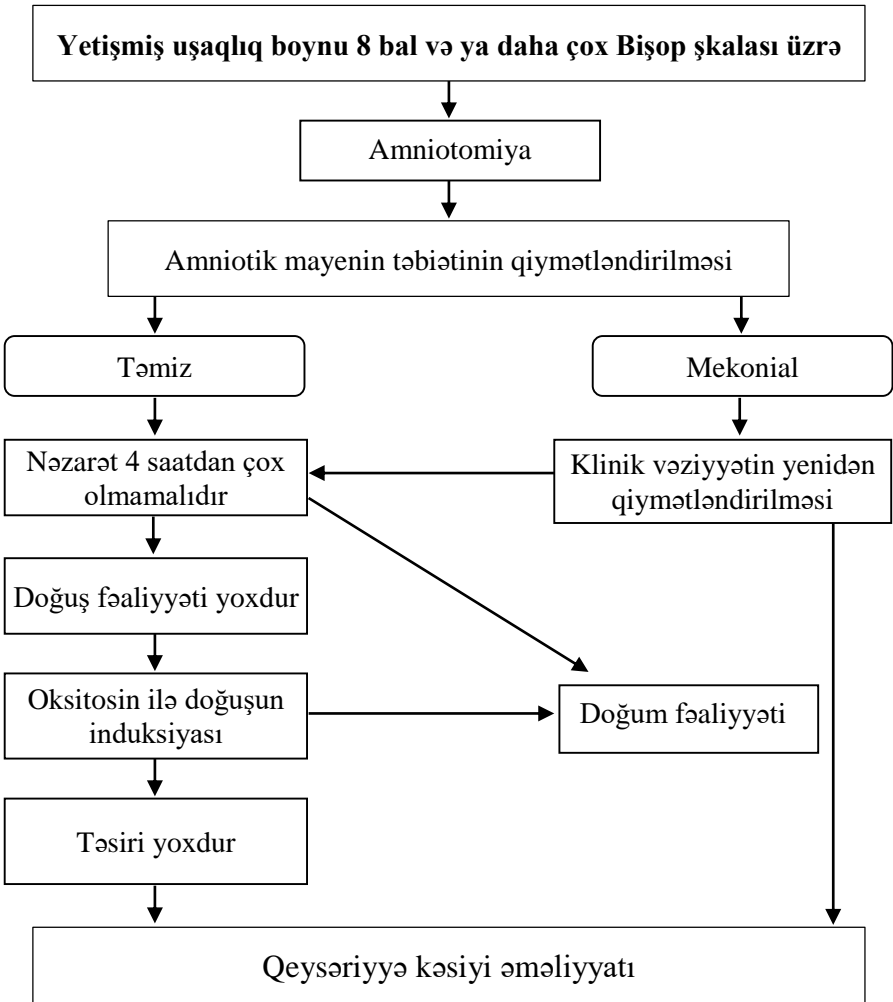 Yetişmiş uşaqlıq boynu 8 bal və ya daha çox Bişop şkalası üzrə
Amniotomiya
Amniotik mayenin təbiətinin qiymətləndirilməsi
Təmiz
Mekonial
Nəzarət 4 saatdan çox
olmamalıdır
Klinik vəziyyətin yenidən
qiymətləndirilməsi
Doğuş fəaliyyəti yoxdur
Oksitosin ilə doğuşun
induksiyası
Doğum fəaliyyəti
Təsiri yoxdur
Qeysəriyyə kəsiyi əməliyyatı